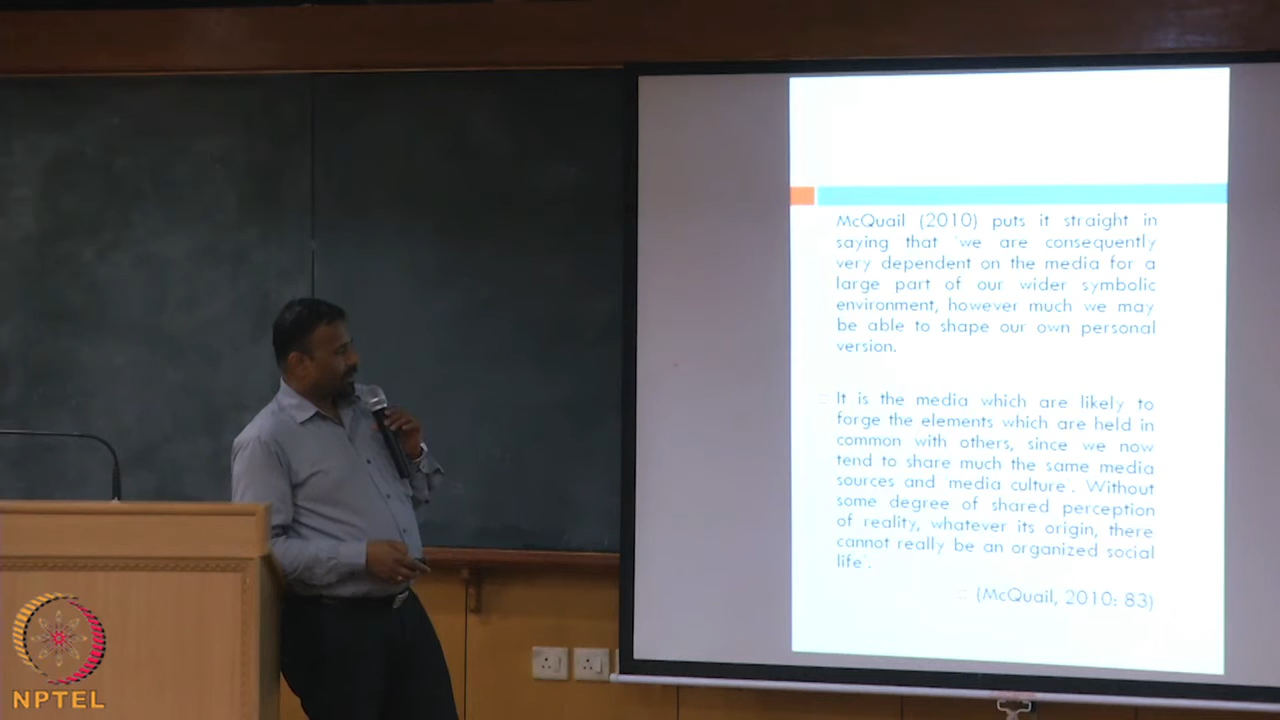 McQuail (2010) puts it straight in
saying that 'we are consequently
very dependent on the media for a
large part of our wider symbolic
environment, however much we may
be able to shape our own personal
version.
It is the media which are likely to
forge the elements which are held in
common with others, since we now
tend to share much the same media
sources and 'media culture'. Without
some degree of shared perception
of reality, whatever its origin, there
cannot really be an organized social
life'.
(McQuail, 2010: 83)
NPTEL